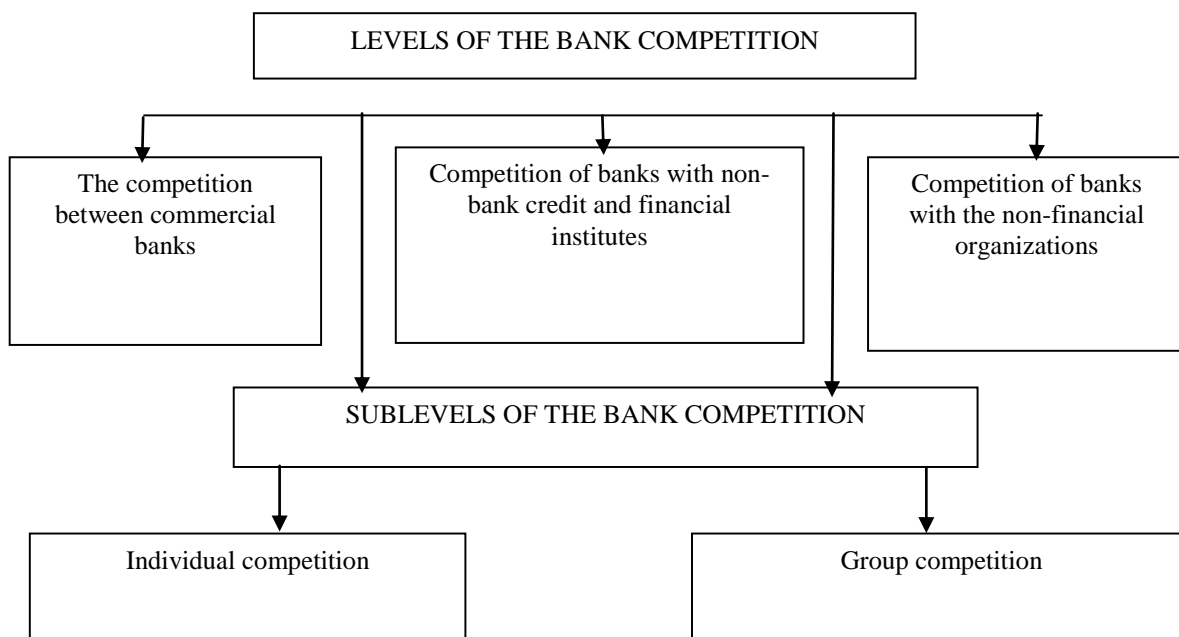 LEVELS OF THE BANK COMPETITION
The competition
between commercial
banks
Competition of banks with non-
bank credit and financial
institutes
Competition of banks
with the non-financial
organizations
SUBLEVELS OF THE BANK COMPETITION
Individual competition
Group competition